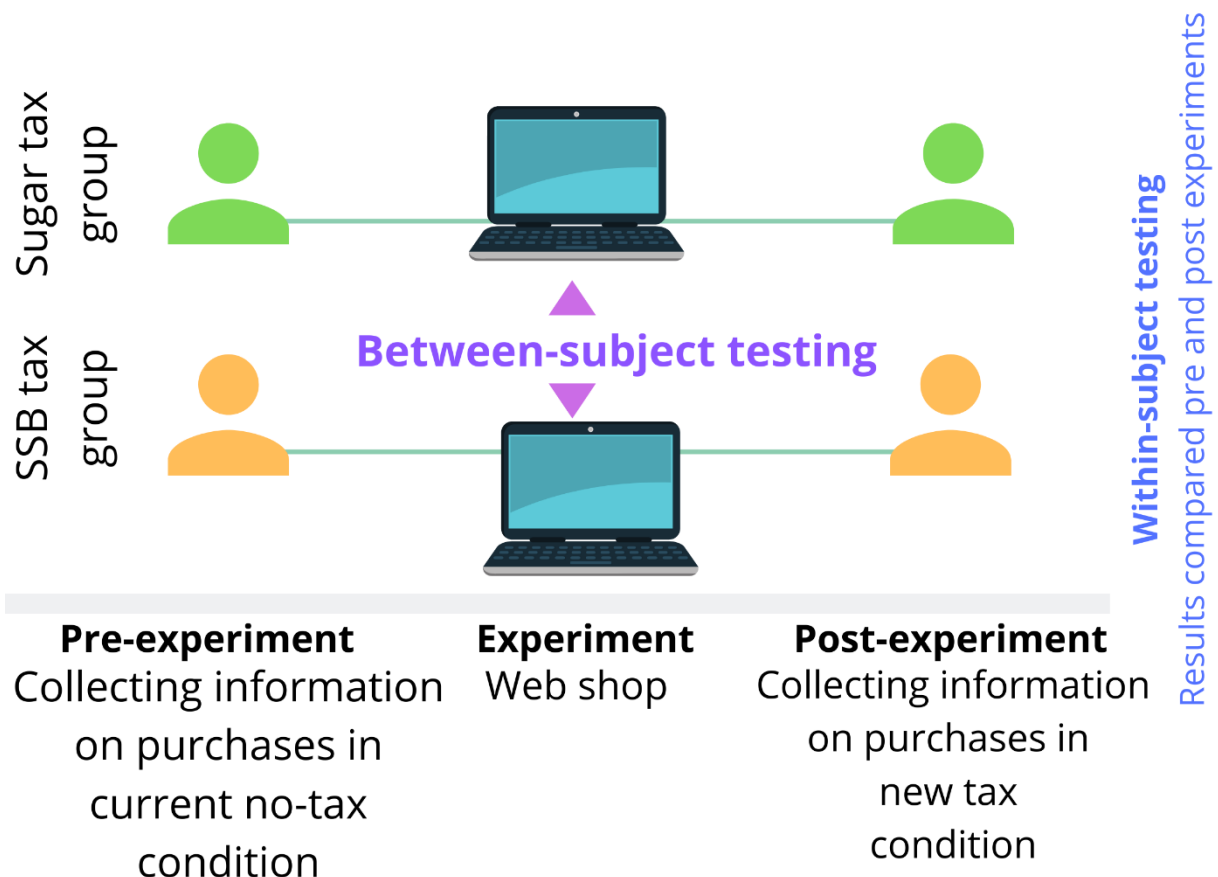 Sugar tax
group
Between-subject testing
SSB tax
group
Within-subject testing
Results compared pre and post experiments
Pre-experiment
Collecting information
on purchases in
current no-tax
condition
Experiment
Web shop
Post-experiment
Collecting information
on purchases in
new tax
condition